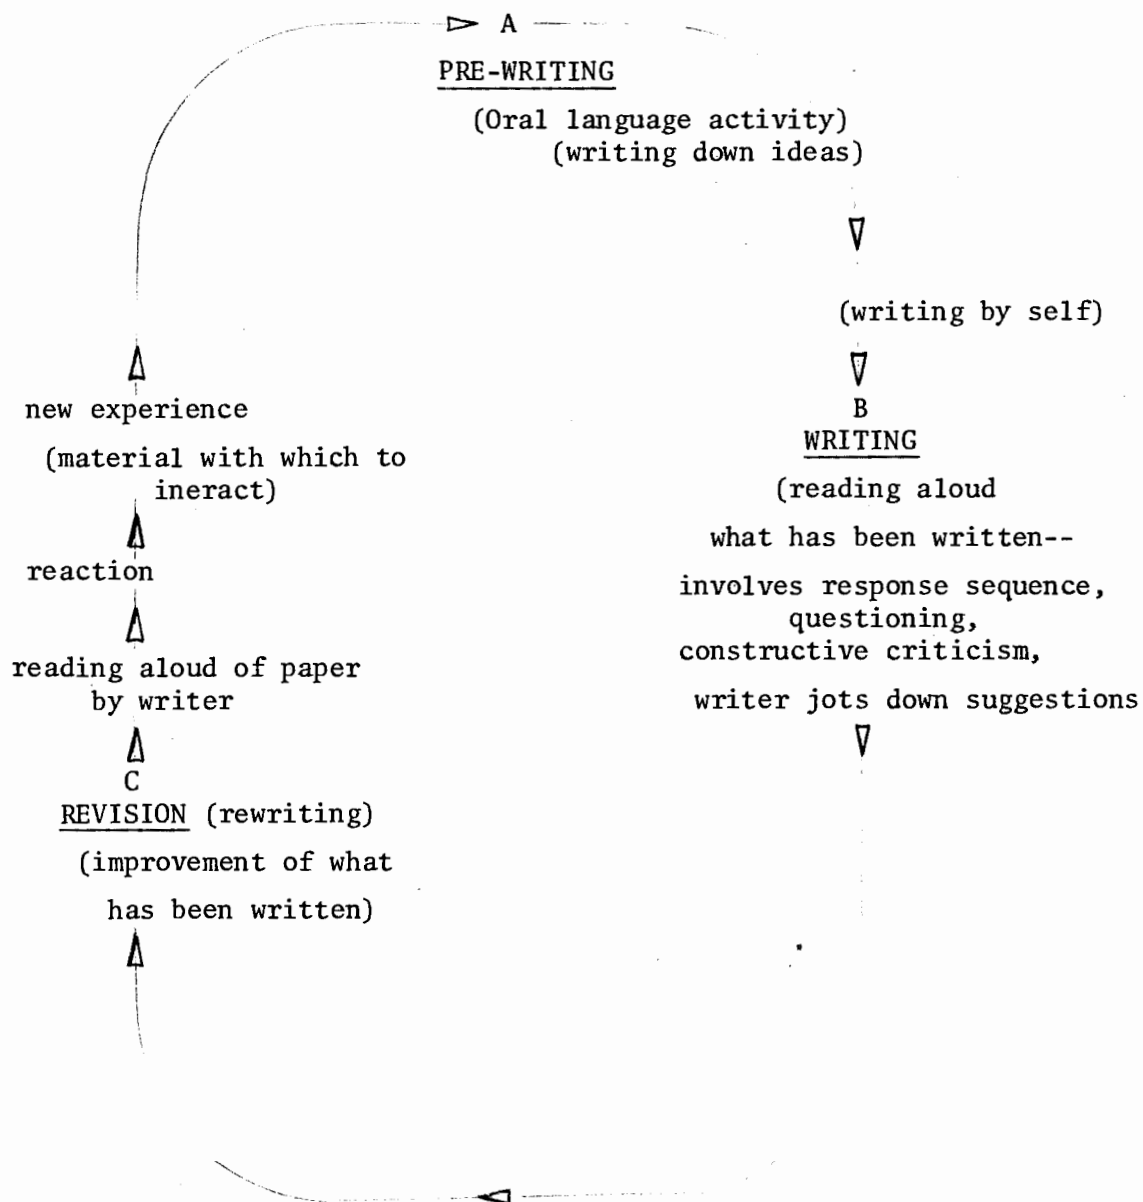 A
PRE-WRITING
(Oral language activity)
(writing down ideas)
(writing by self)
B
WRITING
(reading aloud
what has been written--
involves response sequence,
questioning,
constructive criticism,
writer jots down suggestions
new experience
(material with which to
ineract)
reaction
reading aloud of paper
by writer
C
REVISION (rewriting)
(improvement of what
has been written)